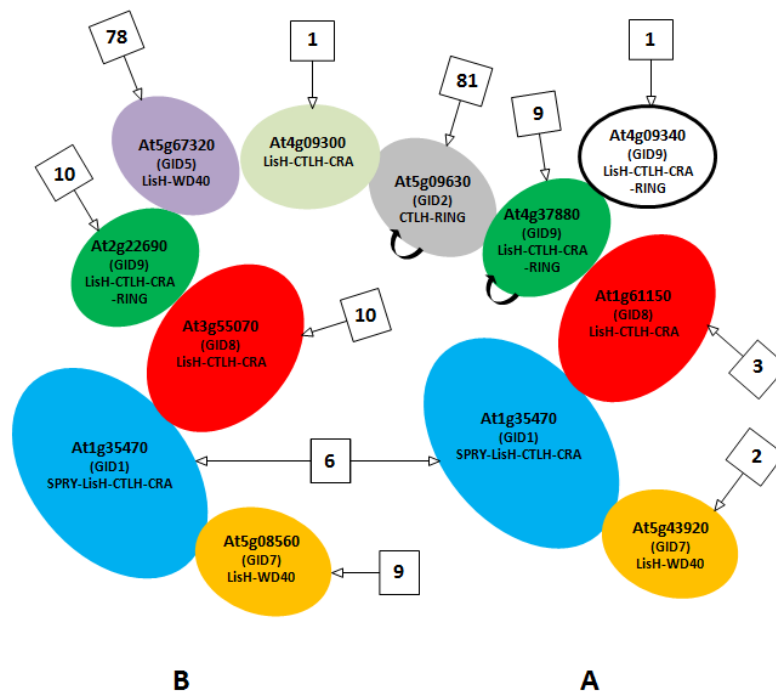 78
1
81
9
1
At5g67320
(GID5)
LisH-WD40
At4g09300
LisH-CTLH-CRA
At5g09630
(GID2)
CTLH-RING
At4g37880
(GID9)
LisH-CTLH-CRA
-RING
At4g09340
(GID9)
LisH-CTLH-CRA
-RING
10
At2g22690
(GID9)
LisH-CTLH-CRA
-RING
At3g55070
(GID8)
LisH-CTLH-CRA
10
At1g61150
(GID8)
LisH-CTLH-CRA
3
At1g35470
(GID1)
SPRY-LisH-CTLH-CRA
6
At1g35470
(GID1)
SPRY-LisH-CTLH-CRA
2
At5g08560
(GID7)
LisH-WD40
9
At5g43920
(GID7)
LisH-WD40
B
A